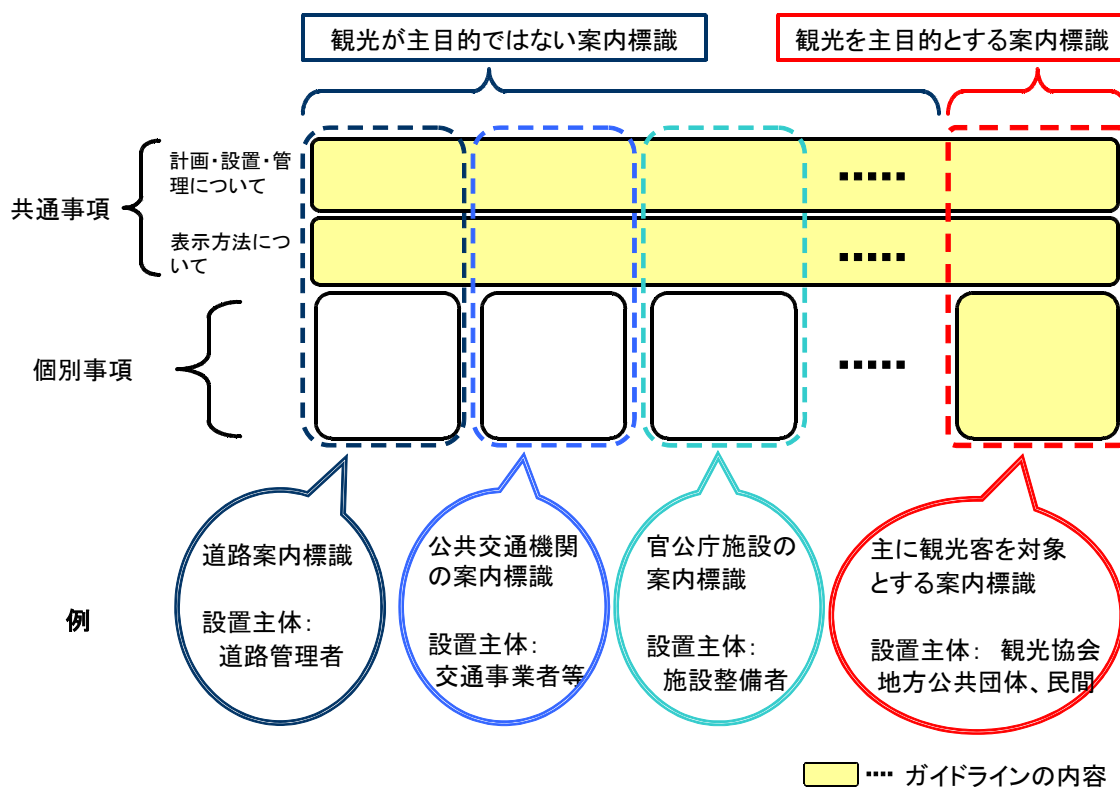 観光が主目的ではない案内標識
観光を主目的とする案内標識
共通事項
計画・設置・管
理について
・・・・・
表示方法につ
いて
・・・・・
個別事項
・・・・・
例
道路案内標識
設置主体：
道路管理者
公共交通機関
の案内標識
設置主体：
交通事業者等
官公庁施設の
案内標識
設置主体：
施設整備者
主に観光客を対象
とする案内標識
設置主体： 観光協会
地方公共団体、民間
････ ガイドラインの内容